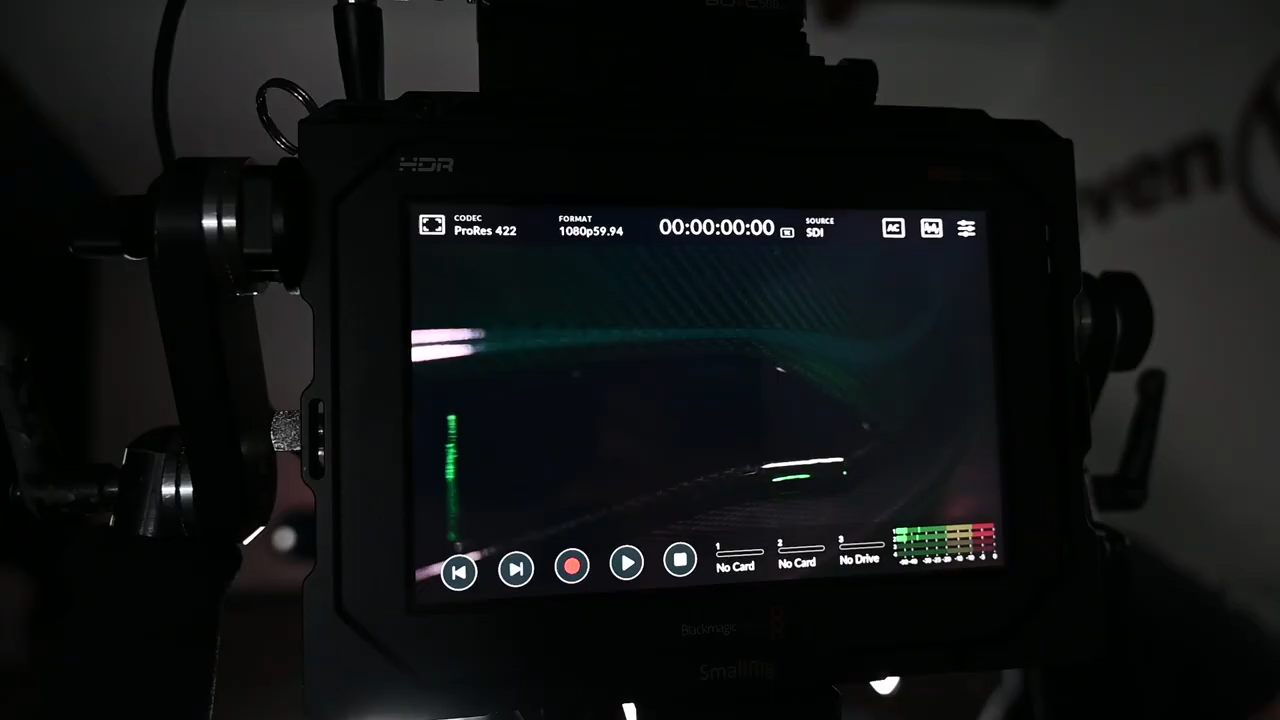 HDR
CODEC
ProRes 422
FORMAT
1080p59.94
00:00:00:00
SOURCE
SDI
AC
1
No Card
2
No Card
3
No Drive
Blackmagic
SmallRig